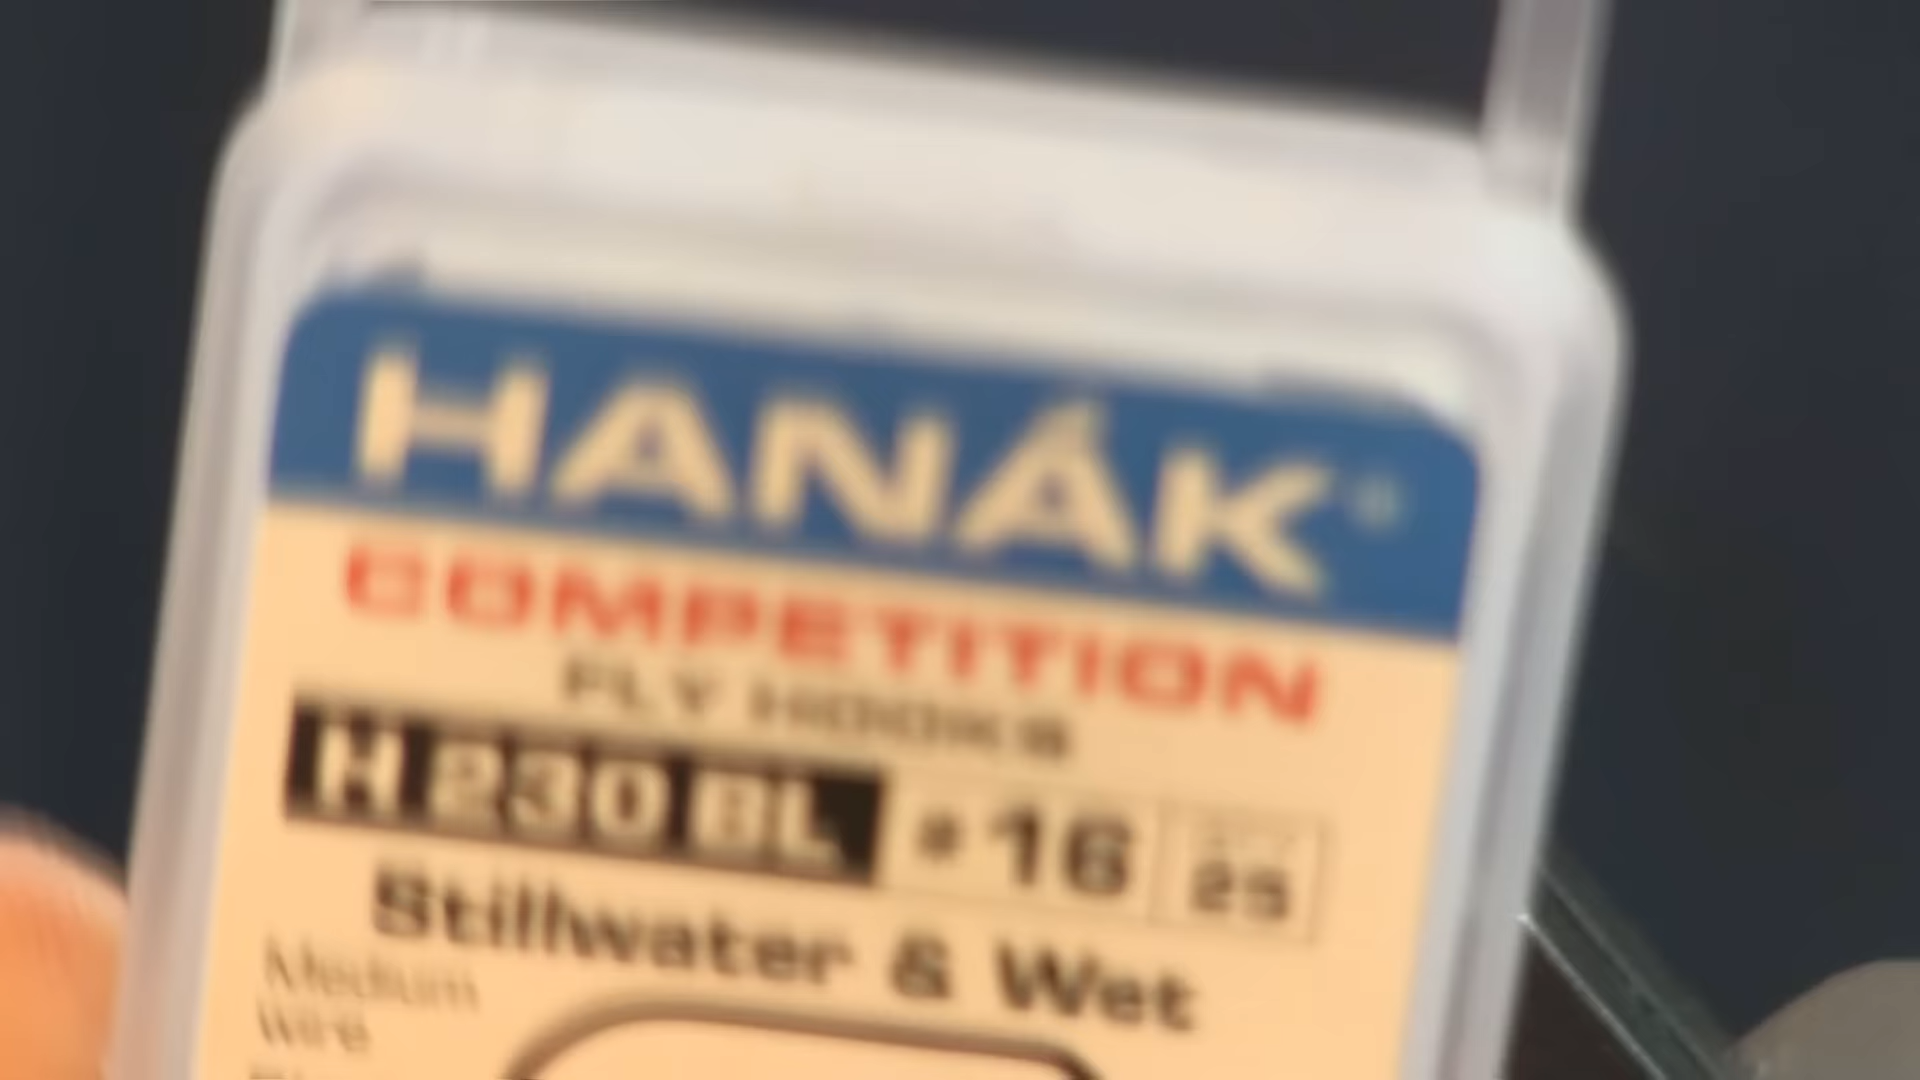 HANÁK®
COMPETITION
FLY HOOKS
H 230 BL # 16 25
Stillwater & Wet
Medium
Wire